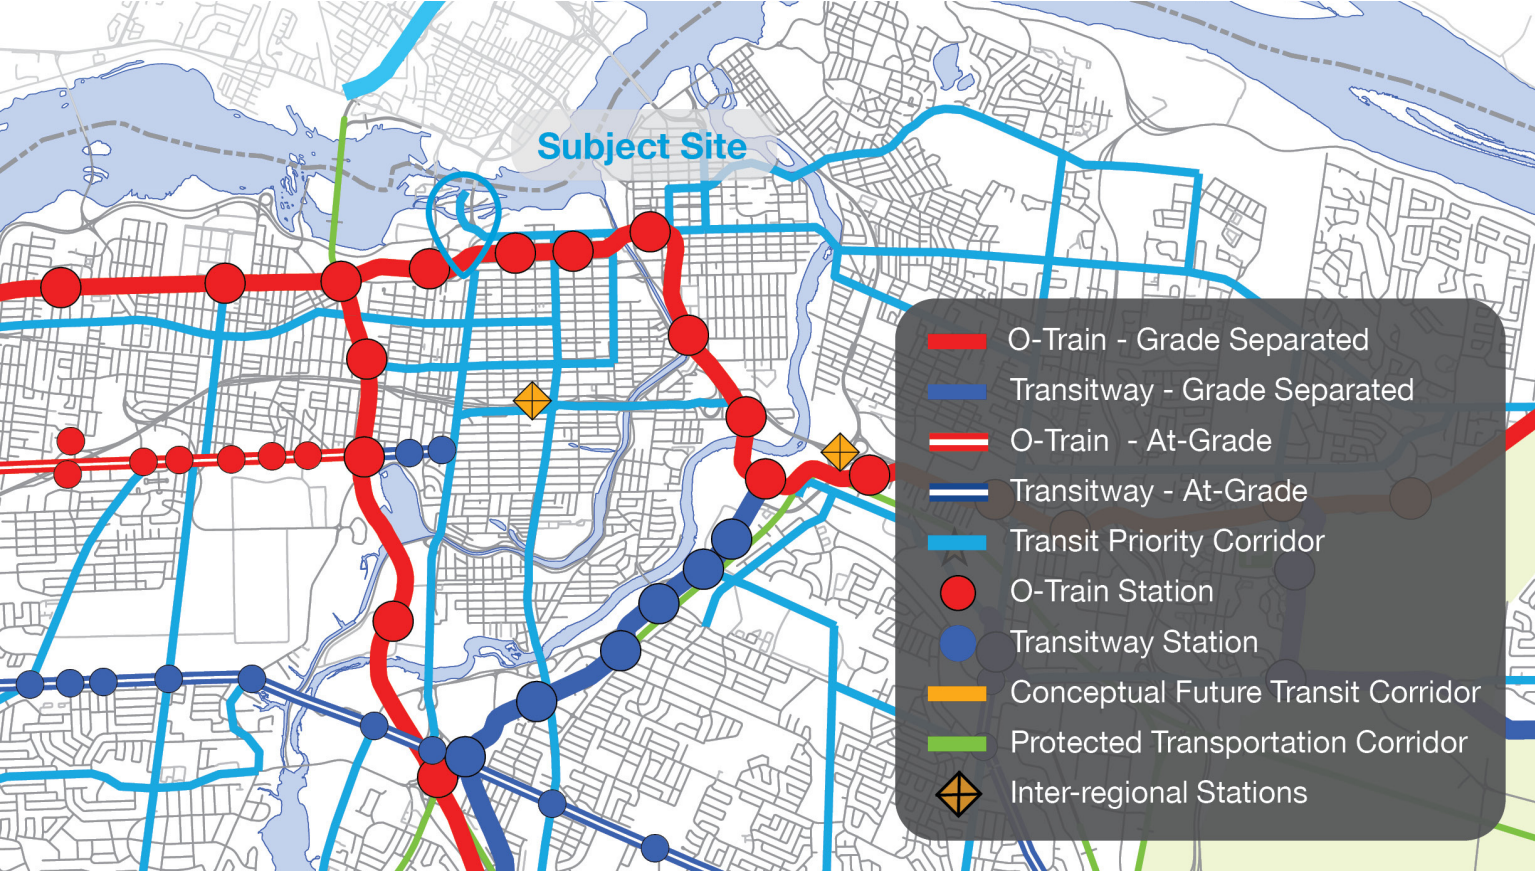 Subject Site
O-Train - Grade Separated
Transitway - Grade Separated
O-Train - At-Grade
Transitway - At-Grade
Transit Priority Corridor
O-Train Station
Transitway Station
Conceptual Future Transit Corridor
Protected Transportation Corridor
Inter-regional Stations